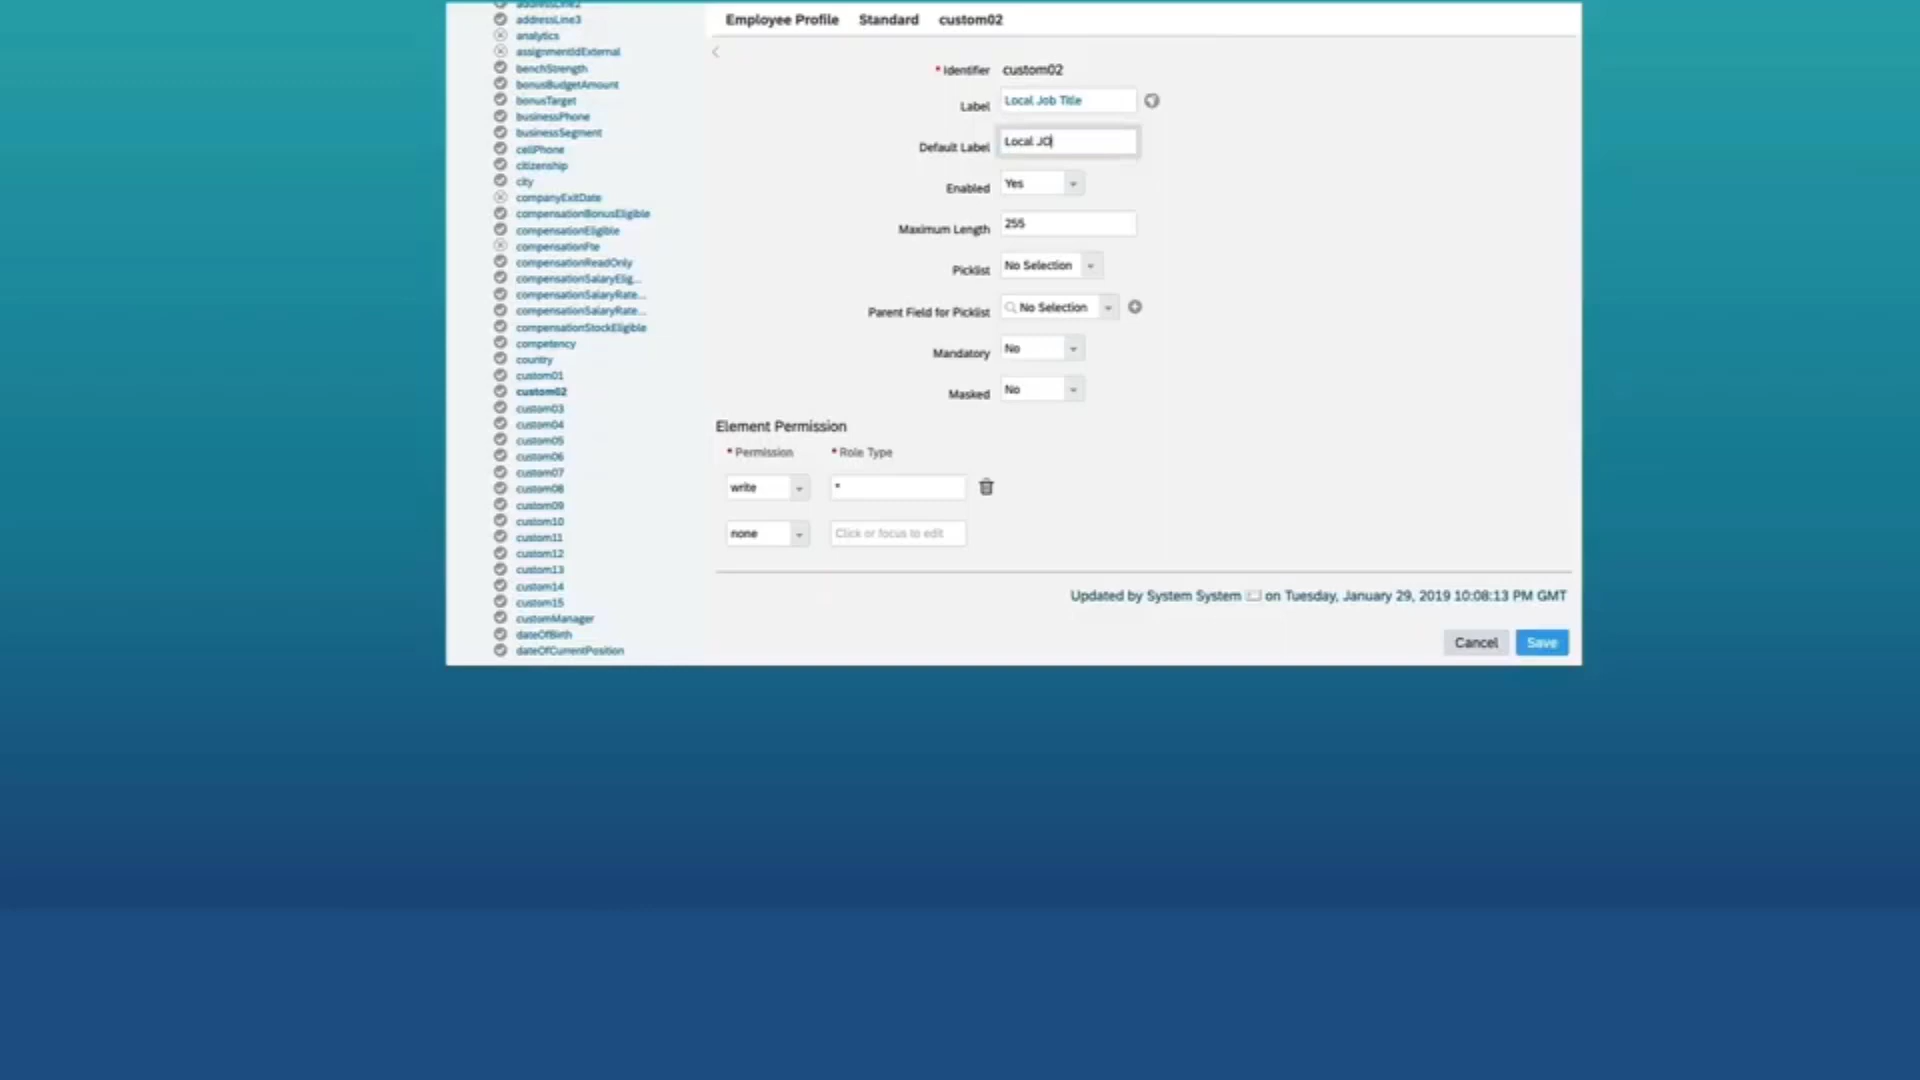 addressLine2
addressLine3
analytics
assignmentIdExternal
benchStrength
bonusBudgetAmount
bonusTarget
businessPhone
businessSegment
cellPhone
citizenship
city
companyExitDate
compensationBonusEligible
compensationEligible
compensationFte
compensationReadOnly
compensationSalaryElig...
compensationSalaryRate...
compensationSalaryRate...
compensationStockEligible
competency
country
custom01
custom02
custom03
custom04
custom05
custom06
custom07
custom08
custom09
custom10
custom11
custom12
custom13
custom14
custom15
customManager
dateOfBirth
dateOfCurrentPosition
Employee Profile Standard custom02
* Identifier custom02
Label Local Job Title
Default Label Local JO
Enabled Yes
Maximum Length 255
Picklist No Selection
Parent Field for Picklist No Selection
Mandatory No
Masked No
Element Permission
* Permission * Role Type
write *
none Click or focus to edit
Updated by System System on Tuesday, January 29, 2019 10:08:13 PM GMT
Cancel Save